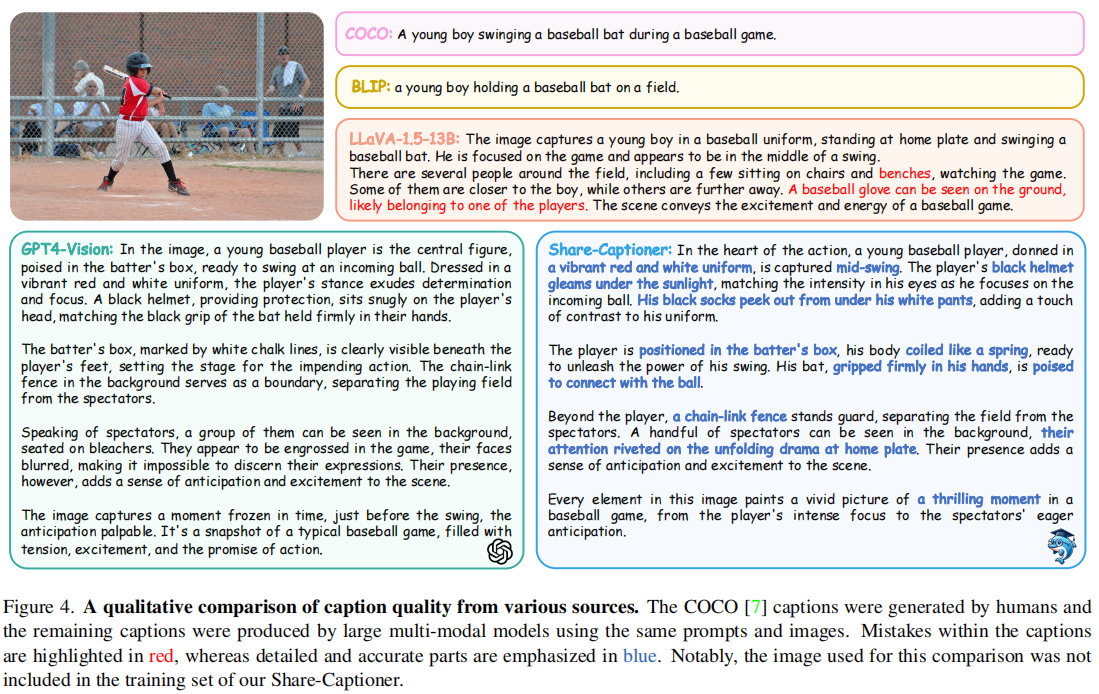 COCO: A young boy swinging a baseball bat during a baseball game.
BLIP: a young boy holding a baseball bat on a field.
LLaVA-1.5-13B: The image captures a young boy in a baseball uniform, standing at home plate and swinging a
baseball bat. He is focused on the game and appears to be in the middle of a swing.
There are several people around the field, including a few sitting on chairs and benches, watching the game.
Some of them are closer to the boy, while others are further away. A baseball glove can be seen on the ground,
likely belonging to one of the players. The scene conveys the excitement and energy of a baseball game.
GPT4-Vision: In the image, a young baseball player is the central figure,
poised in the batter's box, ready to swing at an incoming ball. Dressed in a
vibrant red and white uniform, the player's stance exudes determination
and focus. A black helmet, providing protection, sits snugly on the player's
head, matching the black grip of the bat held firmly in their hands.
The batter's box, marked by white chalk lines, is clearly visible beneath the
player's feet, setting the stage for the impending action. The chain-link
fence in the background serves as a boundary, separating the playing field
from the spectators.
Speaking of spectators, a group of them can be seen in the background,
seated on bleachers. They appear to be engrossed in the game, their faces
blurred, making it impossible to discern their expressions. Their presence,
however, adds a sense of anticipation and excitement to the scene.
The image captures a moment frozen in time, just before the swing, the
anticipation palpable. It's a snapshot of a typical baseball game, filled with
tension, excitement, and the promise of action.
Share-Captioner: In the heart of the action, a young baseball player, donned in
a vibrant red and white uniform, is captured mid-swing. The player's black helmet
gleams under the sunlight, matching the intensity in his eyes as he focuses on the
incoming ball. His black socks peek out from under his white pants, adding a touch
of contrast to his uniform.
The player is positioned in the batter's box, his body coiled like a spring, ready
to unleash the power of his swing. His bat, gripped firmly in his hands, is poised
to connect with the ball.
Beyond the player, a chain-link fence stands guard, separating the field from the
spectators. A handful of spectators can be seen in the background, their
attention riveted on the unfolding drama at home plate. Their presence adds a
sense of anticipation and excitement to the scene.
Every element in this image paints a vivid picture of a thrilling moment in a
baseball game, from the player's intense focus to the spectators' eager
anticipation.
Figure 4. A qualitative comparison of caption quality from various sources. The COCO [7] captions were generated by humans and
the remaining captions were produced by large multi-modal models using the same prompts and images. Mistakes within the captions
are highlighted in red, whereas detailed and accurate parts are emphasized in blue. Notably, the image used for this comparison was not
included in the training set of our Share-Captioner.